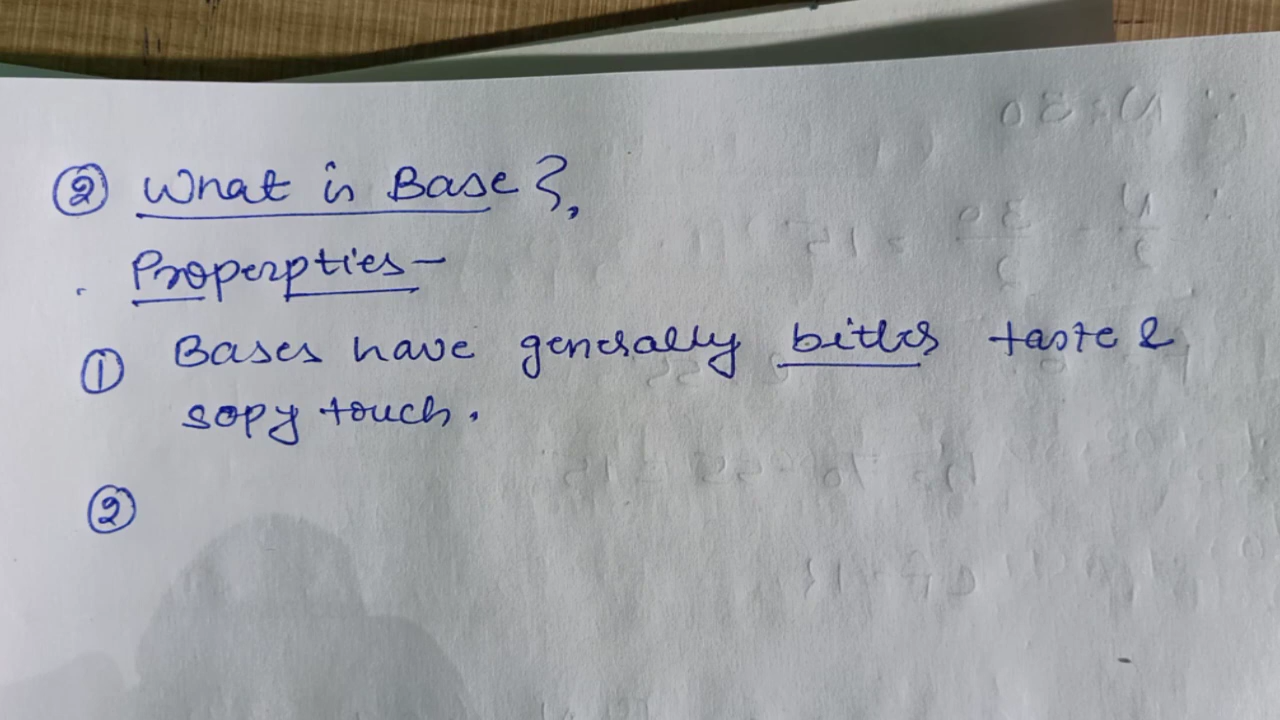 ② What is Base?,
Properpties-
① Bases have generally bitter taste &
sopy touch.
②